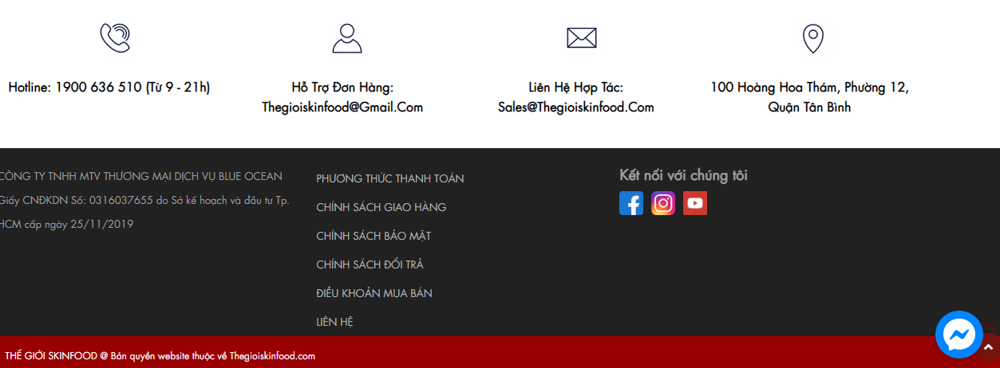 Hotline: 1900 636 510 (Từ 9 - 21h)
Hỗ Trợ Đơn Hàng:
Thegioiskinfood@Gmail.Com
Liên Hệ Hợp Tác:
Sales@Thegioiskinfood.Com
100 Hoàng Hoa Thám, Phường 12,
Quận Tân Bình
CÔNG TY TNHH MTV THƯƠNG MẠI DỊCH VỤ BLUE OCEAN
Giấy CNĐKDN Số: 0316037655 do Sở kế hoạch và đầu tư Tp.
HCM cấp ngày 25/11/2019
PHƯƠNG THỨC THANH TOÁN
CHÍNH SÁCH GIAO HÀNG
CHÍNH SÁCH BẢO MẬT
CHÍNH SÁCH ĐỔI TRẢ
ĐIỀU KHOẢN MUA BÁN
LIÊN HỆ
Kết nối với chúng tôi
Top
THẾ GIỚI SKINFOOD @ Bản quyền website thuộc về Thegioiskinfood.com